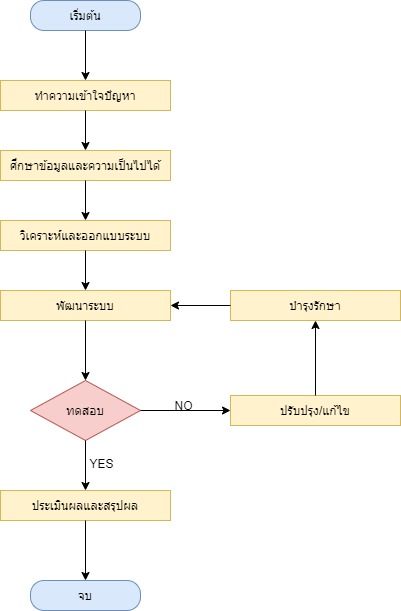 เริ่มต้น
ทำความเข้าใจปัญหา
ศึกษาข้อมูลและความเป็นไปได้
วิเคราะห์และออกแบบระบบ
พัฒนาระบบ
บำรุงรักษา
ทดสอบ
NO
ปรับปรุง/แก้ไข
YES
ประเมินผลและสรุปผล
จบ